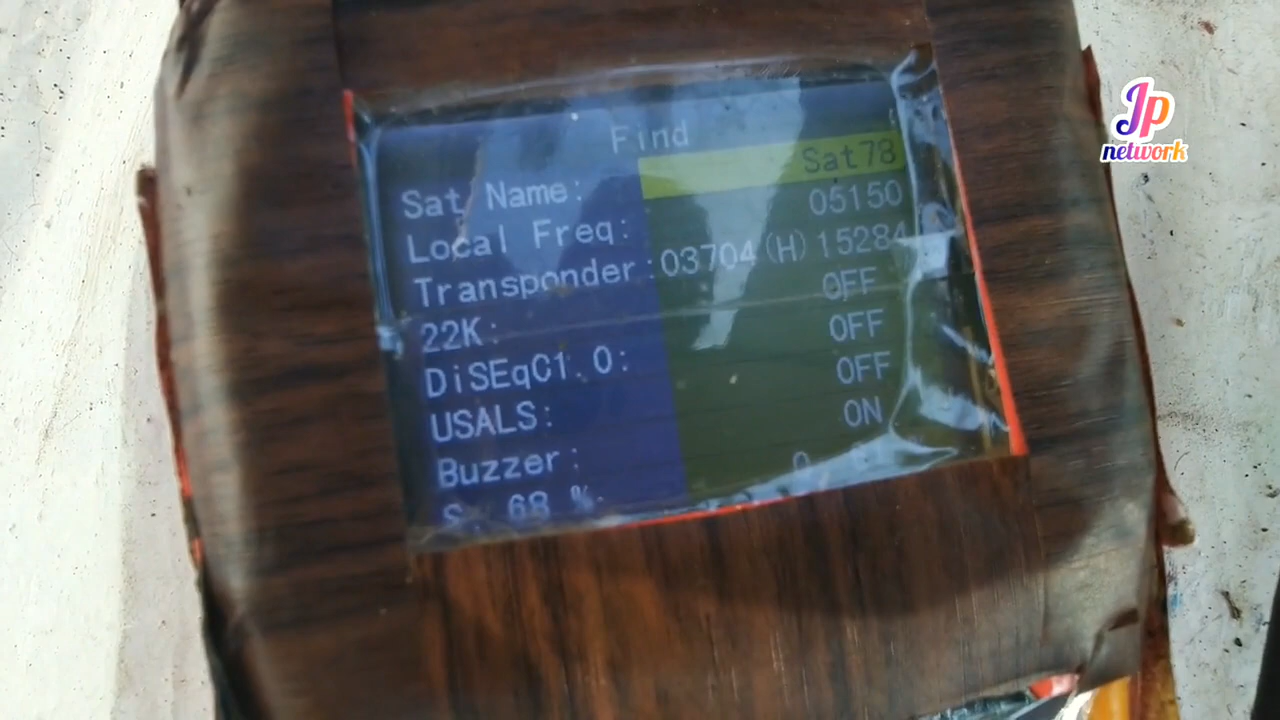 Jp
network
Find
Sat Name: Sat78
Local Freq: 05150
Transponder: 03704(H)15284
22K: OFF
DiSEqC1.0: OFF
USALS: OFF
Buzzer: ON
S: 68 %